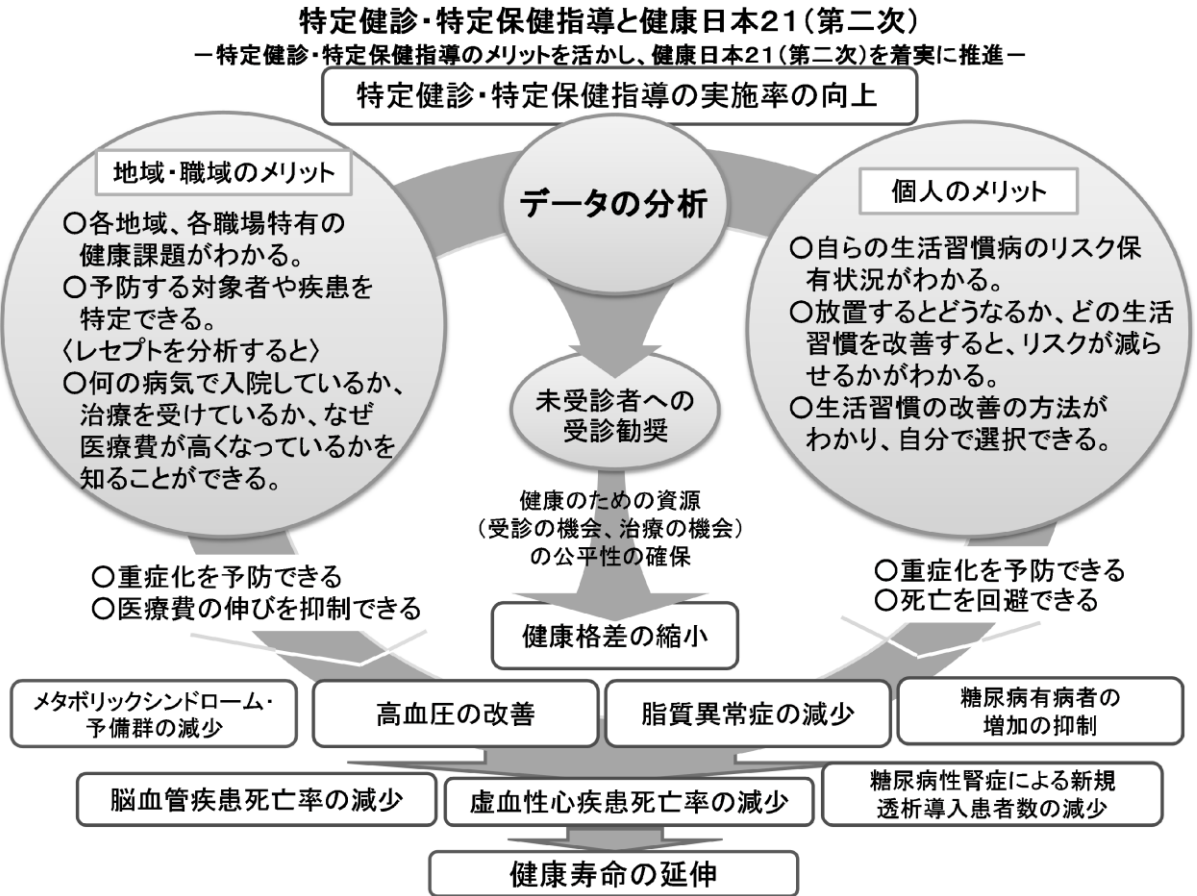 特定健診・特定保健指導と健康日本２１（第二次）
－特定健診・特定保健指導のメリットを活かし、健康日本２１（第二次）を着実に推進－
特定健診・特定保健指導の実施率の向上
地域・職域のメリット
○各地域、各職場特有の
健康課題がわかる。
○予防する対象者や疾患を
特定できる。
〈レセプトを分析すると〉
○何の病気で入院しているか、
治療を受けているか、なぜ
医療費が高くなっているかを
知ることができる。
データの分析
個人のメリット
○自らの生活習慣病のリスク保
有状況がわかる。
○放置するとどうなるか、どの生活
習慣を改善すると、リスクが減ら
せるかがわかる。
○生活習慣の改善の方法が
わかり、自分で選択できる。
未受診者への
受診勧奨
健康のための資源
（受診の機会、治療の機会）
の公平性の確保
○重症化を予防できる
○医療費の伸びを抑制できる
○重症化を予防できる
○死亡を回避できる
健康格差の縮小
メタボリックシンドローム・
予備群の減少
高血圧の改善
脂質異常症の減少
糖尿病有病者の
増加の抑制
脳血管疾患死亡率の減少
虚血性心疾患死亡率の減少
糖尿病性腎症による新規
透析導入患者数の減少
健康寿命の延伸